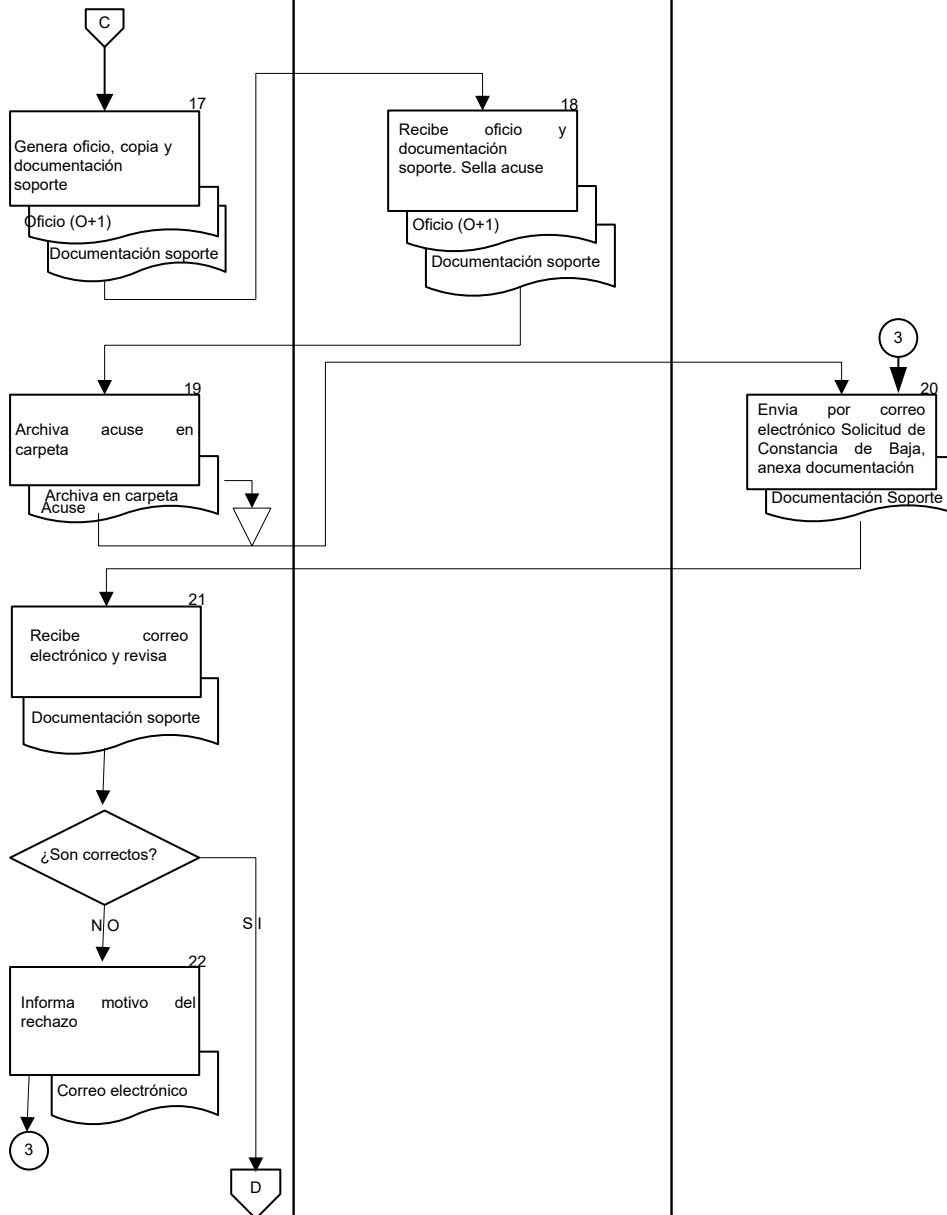 C
17
Genera oficio, copia y
documentación
soporte
Oficio (O+1)
Documentación soporte
18
Recibe oficio y
documentación
soporte. Sella acuse
Oficio (O+1)
Documentación soporte
3
19
Archiva acuse en
carpeta
Archiva en carpeta
Acuse
20
Envia por correo
electrónico Solicitud de
Constancia de Baja,
anexa documentación
Documentación Soporte
21
Recibe correo
electrónico y revisa
Documentación soporte
¿Son correctos?
NO
SI
22
Informa motivo del
rechazo
Correo electrónico
3
D